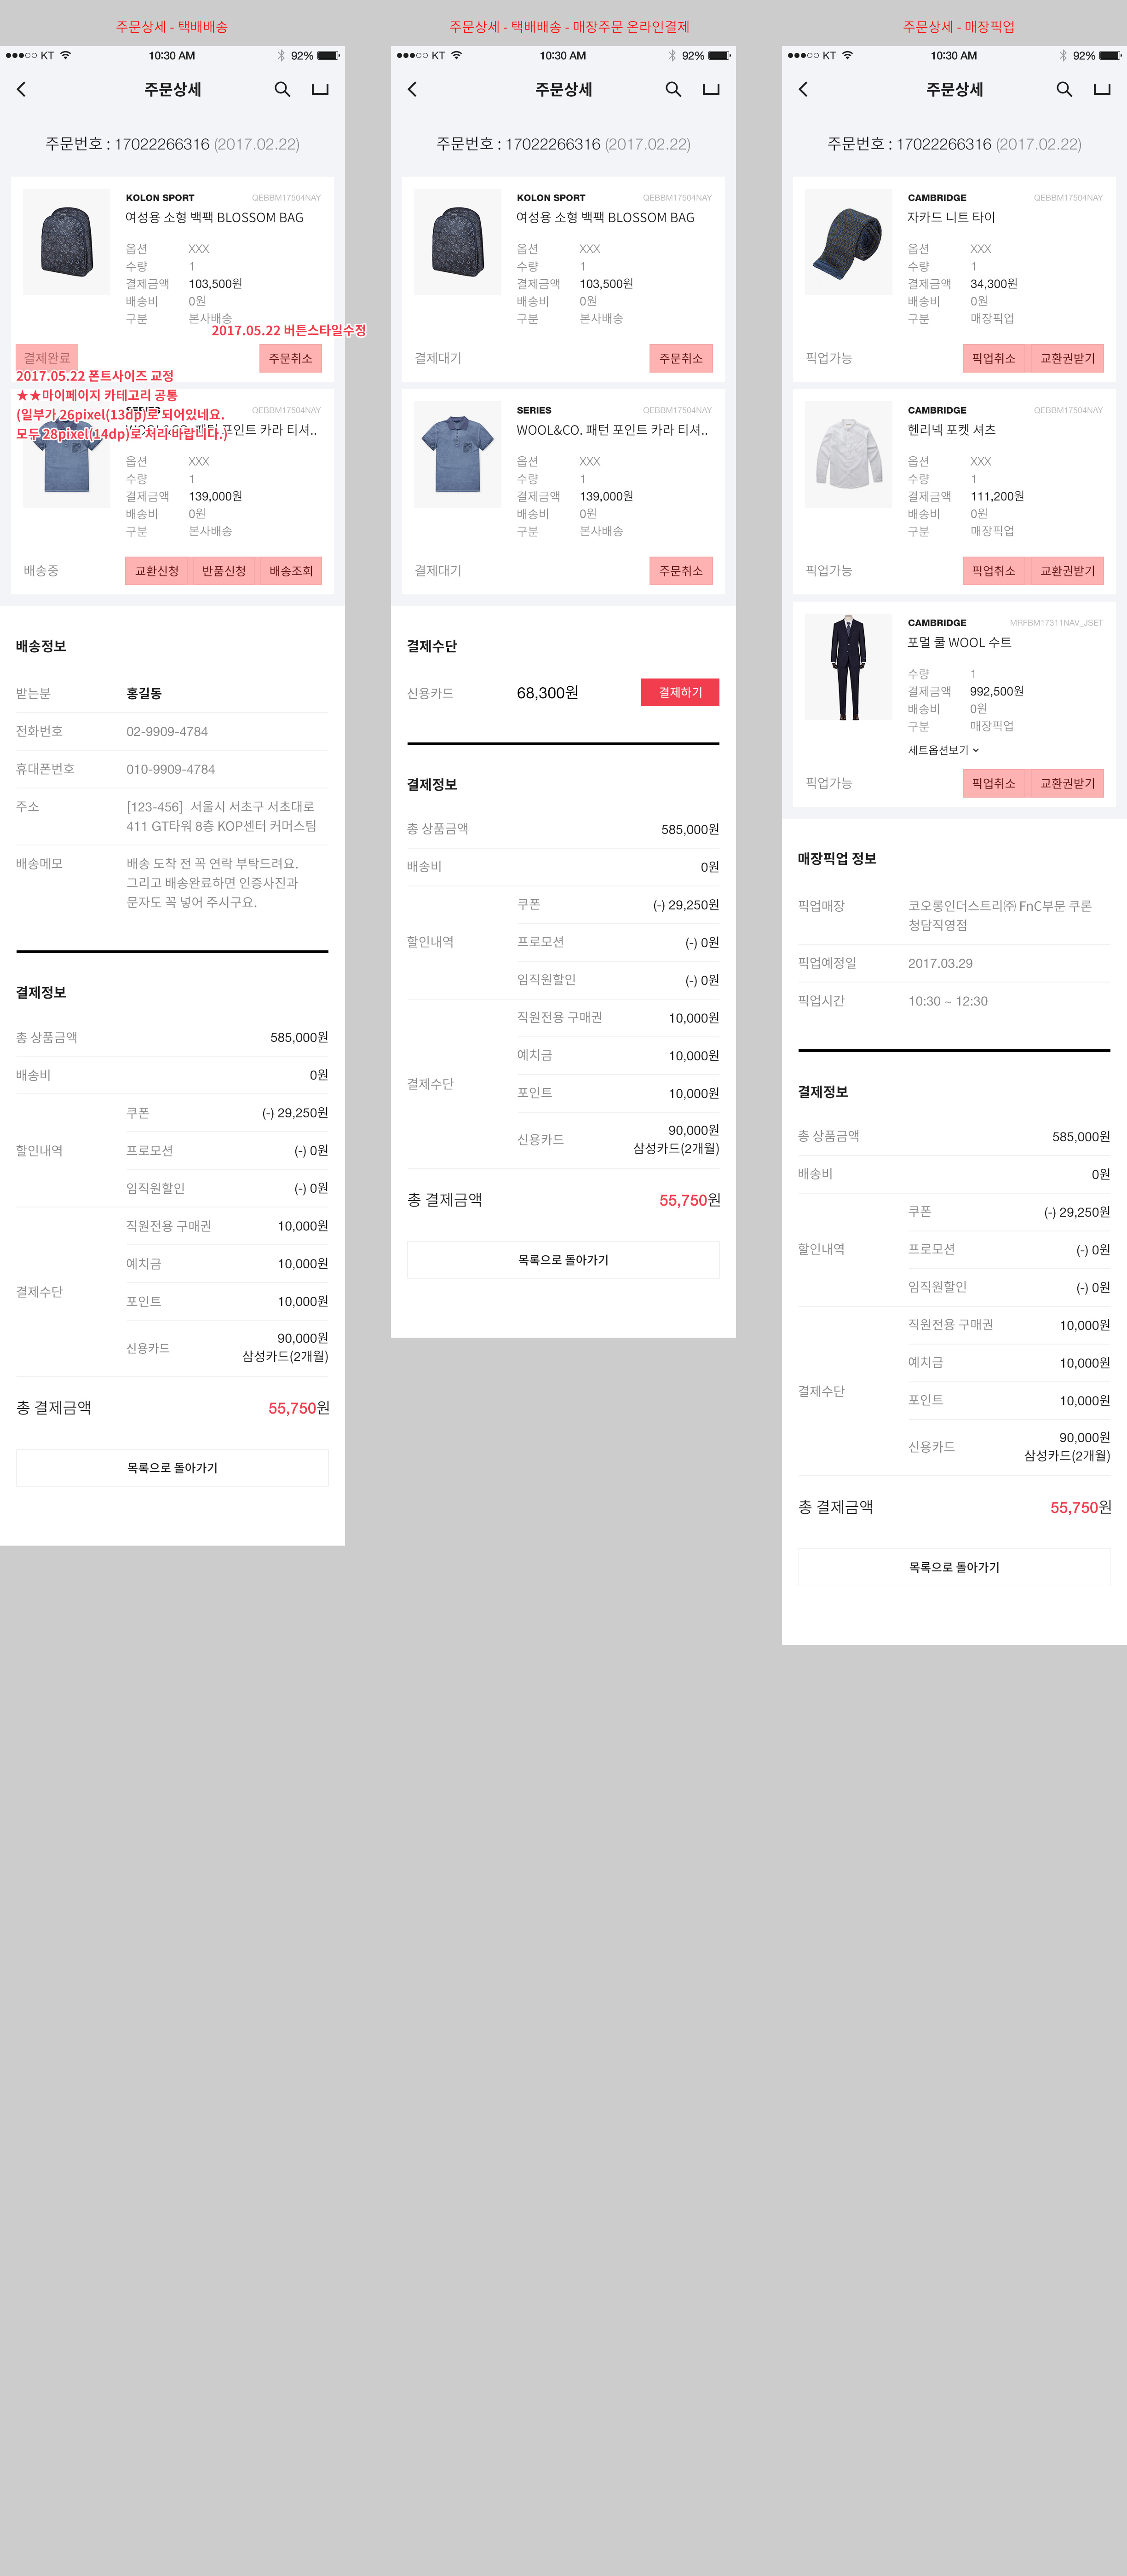 주문상세 - 택배배송
●●●○○ KT 10:30 AM 92%
주문상세
주문번호 : 17022266316 (2017.02.22)
KOLON SPORT QEBBM17504NAY
여성용 소형 백팩 BLOSSOM BAG
옵션 XXX
수량 1
결제금액 103,500원
배송비 0원
구분 본사배송
2017.05.22 버튼스타일수정
결제완료 주문취소
2017.05.22 폰트사이즈 교정
★★마이페이지 카테고리 공통
(일부가 26pixel(13dp)로 되어있네요.
모두 28pixel(14dp)로 처리바랍니다.)
SERIES QEBBM17504NAY
WOOL&CO. 패턴 포인트 카라 티셔..
옵션 XXX
수량 1
결제금액 139,000원
배송비 0원
구분 본사배송
배송중 교환신청 반품신청 배송조회
배송정보
받는분 홍길동
전화번호 02-9909-4784
휴대폰번호 010-9909-4784
주소 [123-456] 서울시 서초구 서초대로
411 GT타워 8층 KOP센터 커머스팀
배송메모 배송 도착 전 꼭 연락 부탁드려요.
그리고 배송완료하면 인증사진과
문자도 꼭 넣어 주시구요.
결제정보
총 상품금액 585,000원
배송비 0원
할인내역
쿠폰 (-) 29,250원
프로모션 (-) 0원
임직원할인 (-) 0원
결제수단
직원전용 구매권 10,000원
예치금 10,000원
포인트 10,000원
신용카드 90,000원
삼성카드(2개월)
총 결제금액 55,750원
목록으로 돌아가기
주문상세 - 택배배송 - 매장주문 온라인결제
●●●○○ KT 10:30 AM 92%
주문상세
주문번호 : 17022266316 (2017.02.22)
KOLON SPORT QEBBM17504NAY
여성용 소형 백팩 BLOSSOM BAG
옵션 XXX
수량 1
결제금액 103,500원
배송비 0원
구분 본사배송
결제대기 주문취소
SERIES QEBBM17504NAY
WOOL&CO. 패턴 포인트 카라 티셔..
옵션 XXX
수량 1
결제금액 139,000원
배송비 0원
구분 본사배송
결제대기 주문취소
결제수단
신용카드 68,300원 결제하기
결제정보
총 상품금액 585,000원
배송비 0원
할인내역
쿠폰 (-) 29,250원
프로모션 (-) 0원
임직원할인 (-) 0원
결제수단
직원전용 구매권 10,000원
예치금 10,000원
포인트 10,000원
신용카드 90,000원
삼성카드(2개월)
총 결제금액 55,750원
목록으로 돌아가기
주문상세 - 매장픽업
●●●○○ KT 10:30 AM 92%
주문상세
주문번호 : 17022266316 (2017.02.22)
CAMBRIDGE QEBBM17504NAY
자카드 니트 타이
옵션 XXX
수량 1
결제금액 34,300원
배송비 0원
구분 매장픽업
픽업가능 픽업취소 교환권받기
CAMBRIDGE QEBBM17504NAY
헨리넥 포켓 셔츠
옵션 XXX
수량 1
결제금액 111,200원
배송비 0원
구분 매장픽업
픽업가능 픽업취소 교환권받기
CAMBRIDGE MRFBM17311NAV_JSET
포멀 쿨 WOOL 수트
수량 1
결제금액 992,500원
배송비 0원
구분 매장픽업
세트옵션보기
픽업가능 픽업취소 교환권받기
매장픽업 정보
픽업매장 코오롱인더스트리㈜ FnC부문 쿠론
청담직영점
픽업예정일 2017.03.29
픽업시간 10:30 ~ 12:30
결제정보
총 상품금액 585,000원
배송비 0원
할인내역
쿠폰 (-) 29,250원
프로모션 (-) 0원
임직원할인 (-) 0원
결제수단
직원전용 구매권 10,000원
예치금 10,000원
포인트 10,000원
신용카드 90,000원
삼성카드(2개월)
총 결제금액 55,750원
목록으로 돌아가기